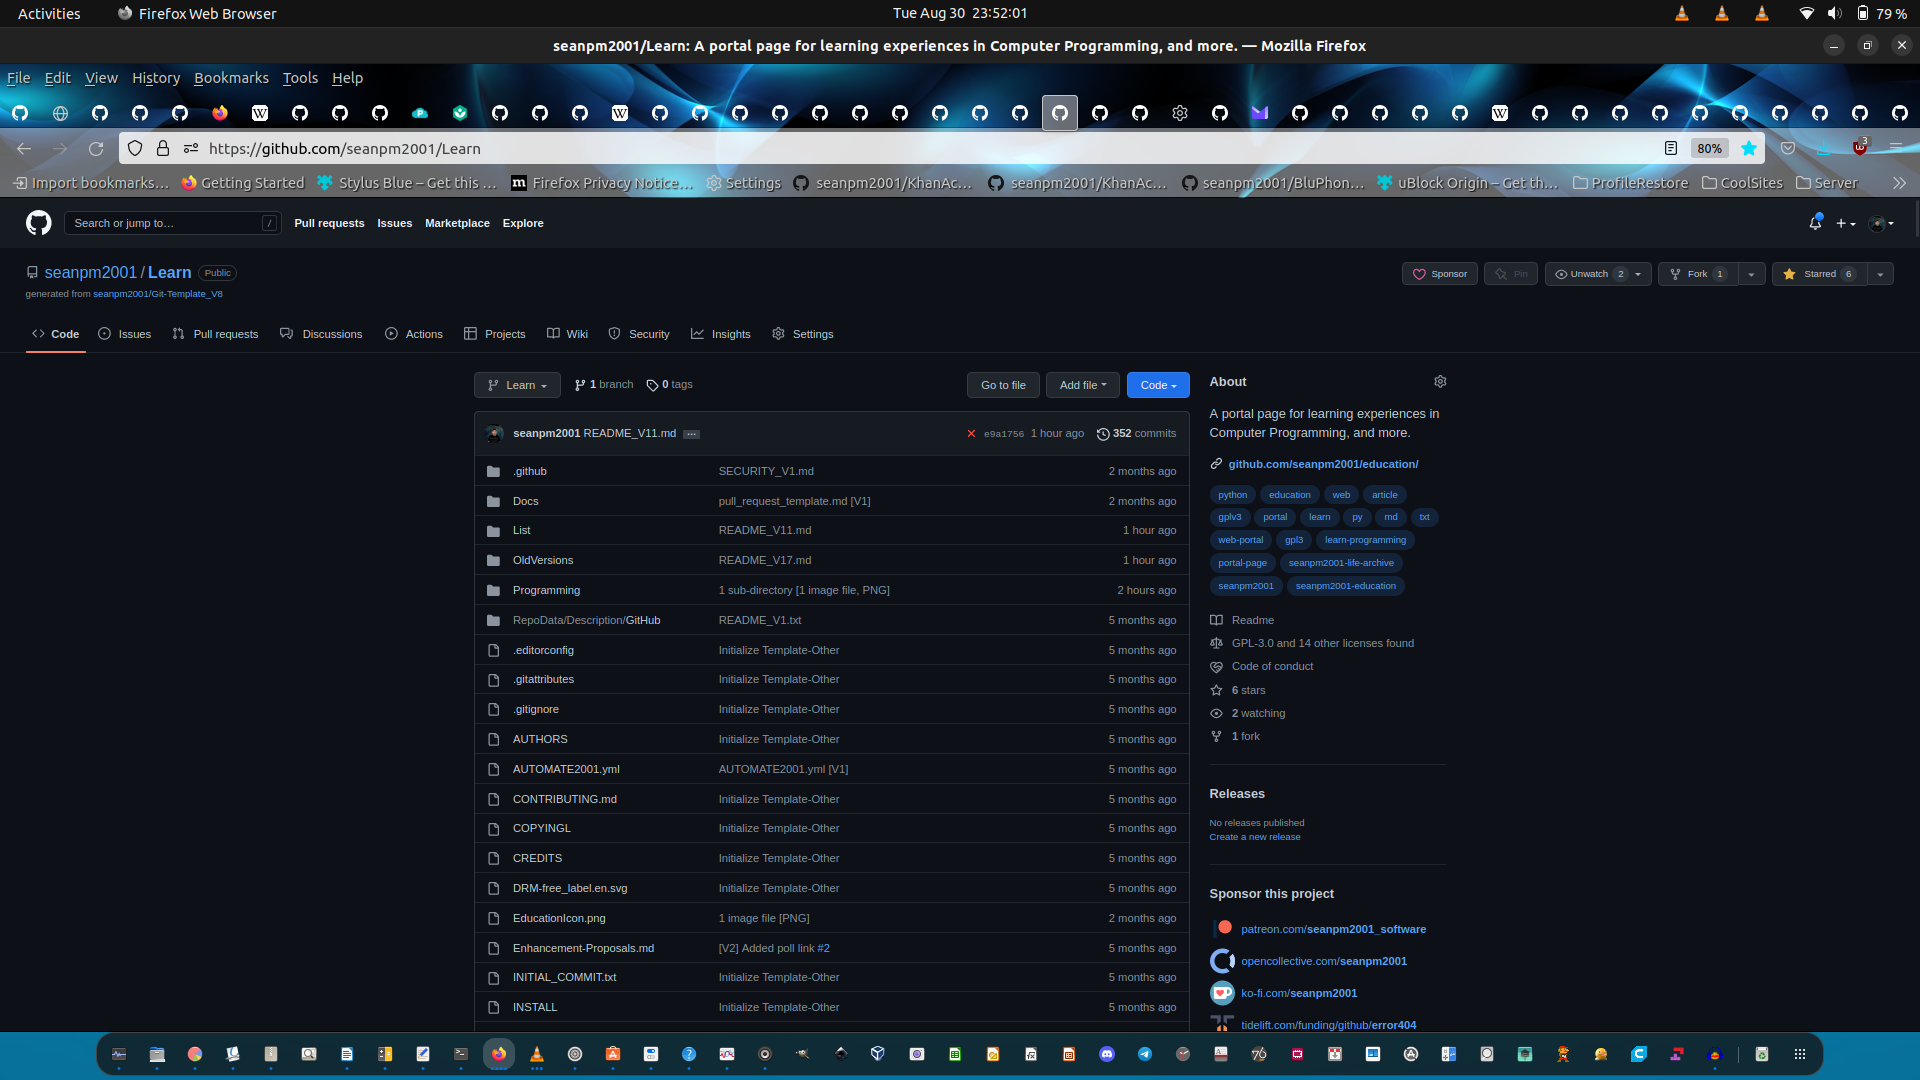 Activities Firefox Web Browser Tue Aug 30 23:52:01 79 %
seanpm2001/Learn: A portal page for learning experiences in Computer Programming, and more. — Mozilla Firefox
File Edit View History Bookmarks Tools Help
https://github.com/seanpm2001/Learn 80% 3
Import bookmarks... Getting Started Stylus Blue – Get this ... Firefox Privacy Notice... Settings seanpm2001/KhanAc... seanpm2001/KhanAc... seanpm2001/BluPhon... uBlock Origin – Get th... ProfileRestore CoolSites Server
Search or jump to... / Pull requests Issues Marketplace Explore
seanpm2001 / Learn Public Sponsor Pin Unwatch 2 Fork 1 Starred 6
generated from seanpm2001/Git-Template_V8
Code Issues Pull requests Discussions Actions Projects Wiki Security Insights Settings
Learn 1 branch 0 tags Go to file Add file Code
seanpm2001 README_V11.md ... e9a1756 1 hour ago 352 commits
.github SECURITY_V1.md 2 months ago
Docs pull_request_template.md [V1] 2 months ago
List README_V11.md 1 hour ago
OldVersions README_V17.md 1 hour ago
Programming 1 sub-directory [1 image file, PNG] 2 hours ago
RepoData/Description/GitHub README_V1.txt 5 months ago
.editorconfig Initialize Template-Other 5 months ago
.gitattributes Initialize Template-Other 5 months ago
.gitignore Initialize Template-Other 5 months ago
AUTHORS Initialize Template-Other 5 months ago
AUTOMATE2001.yml AUTOMATE2001.yml [V1] 5 months ago
CONTRIBUTING.md Initialize Template-Other 5 months ago
COPYINGL Initialize Template-Other 5 months ago
CREDITS Initialize Template-Other 5 months ago
DRM-free_label.en.svg Initialize Template-Other 5 months ago
EducationIcon.png 1 image file [PNG] 2 months ago
Enhancement-Proposals.md [V2] Added poll link #2 5 months ago
INITIAL_COMMIT.txt Initialize Template-Other 5 months ago
INSTALL Initialize Template-Other 5 months ago
About
A portal page for learning experiences in
Computer Programming, and more.
github.com/seanpm2001/education/
python education web article
gplv3 portal learn py md txt
web-portal gpl3 learn-programming
portal-page seanpm2001-life-archive
seanpm2001 seanpm2001-education
Readme
GPL-3.0 and 14 other licenses found
Code of conduct
6 stars
2 watching
1 fork
Releases
No releases published
Create a new release
Sponsor this project
patreon.com/seanpm2001_software
opencollective.com/seanpm2001
ko-fi.com/seanpm2001
tidelift.com/funding/github/error404